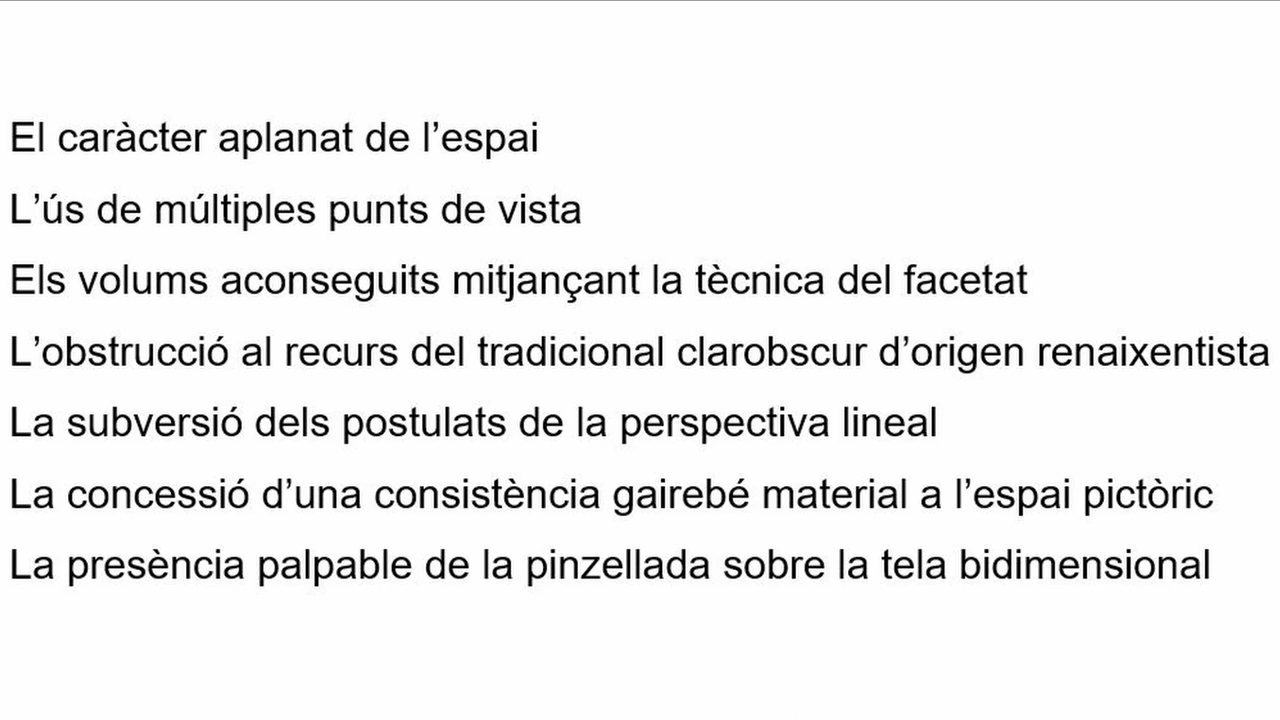 El caràcter aplanat de l’espai
L’ús de múltiples punts de vista
Els volums aconseguits mitjançant la tècnica del facetat
L’obstrucció al recurs del tradicional clarobscur d’origen renaixentista
La subversió dels postulats de la perspectiva lineal
La concessió d’una consistència gairebé material a l’espai pictòric
La presència palpable de la pinzellada sobre la tela bidimensional